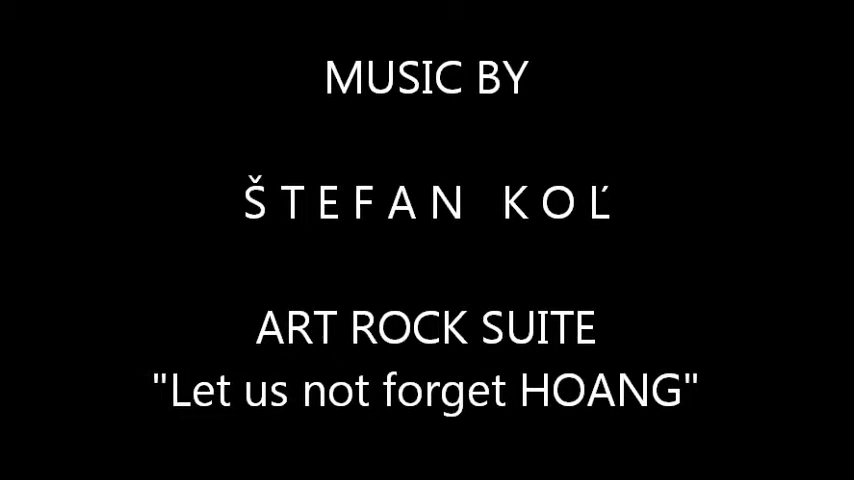 MUSIC BY
ŠTEFAN KOĽ
ART ROCK SUITE
"Let us not forget HOANG"